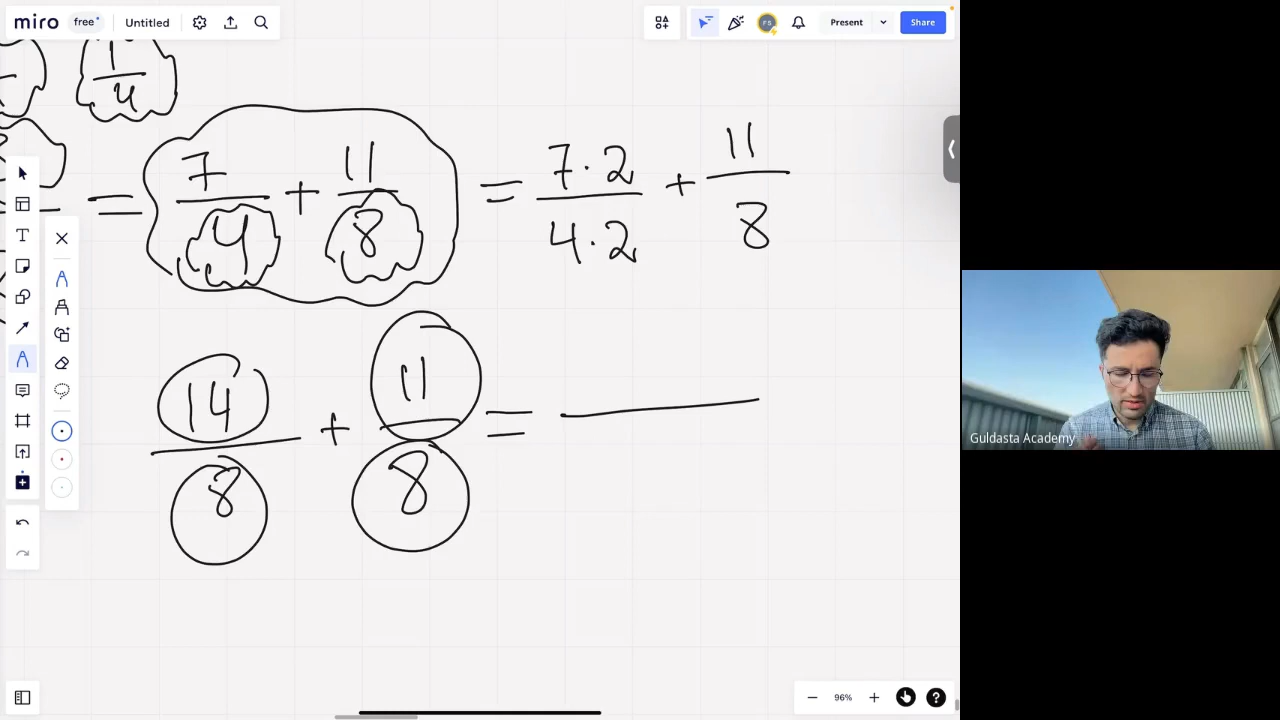 miro free Untitled FS Present Share
1/4
= 7/4 + 11/8 = 7·2/4·2 + 11/8
14/8 + 11/8 =
Guldasta Academy
96%